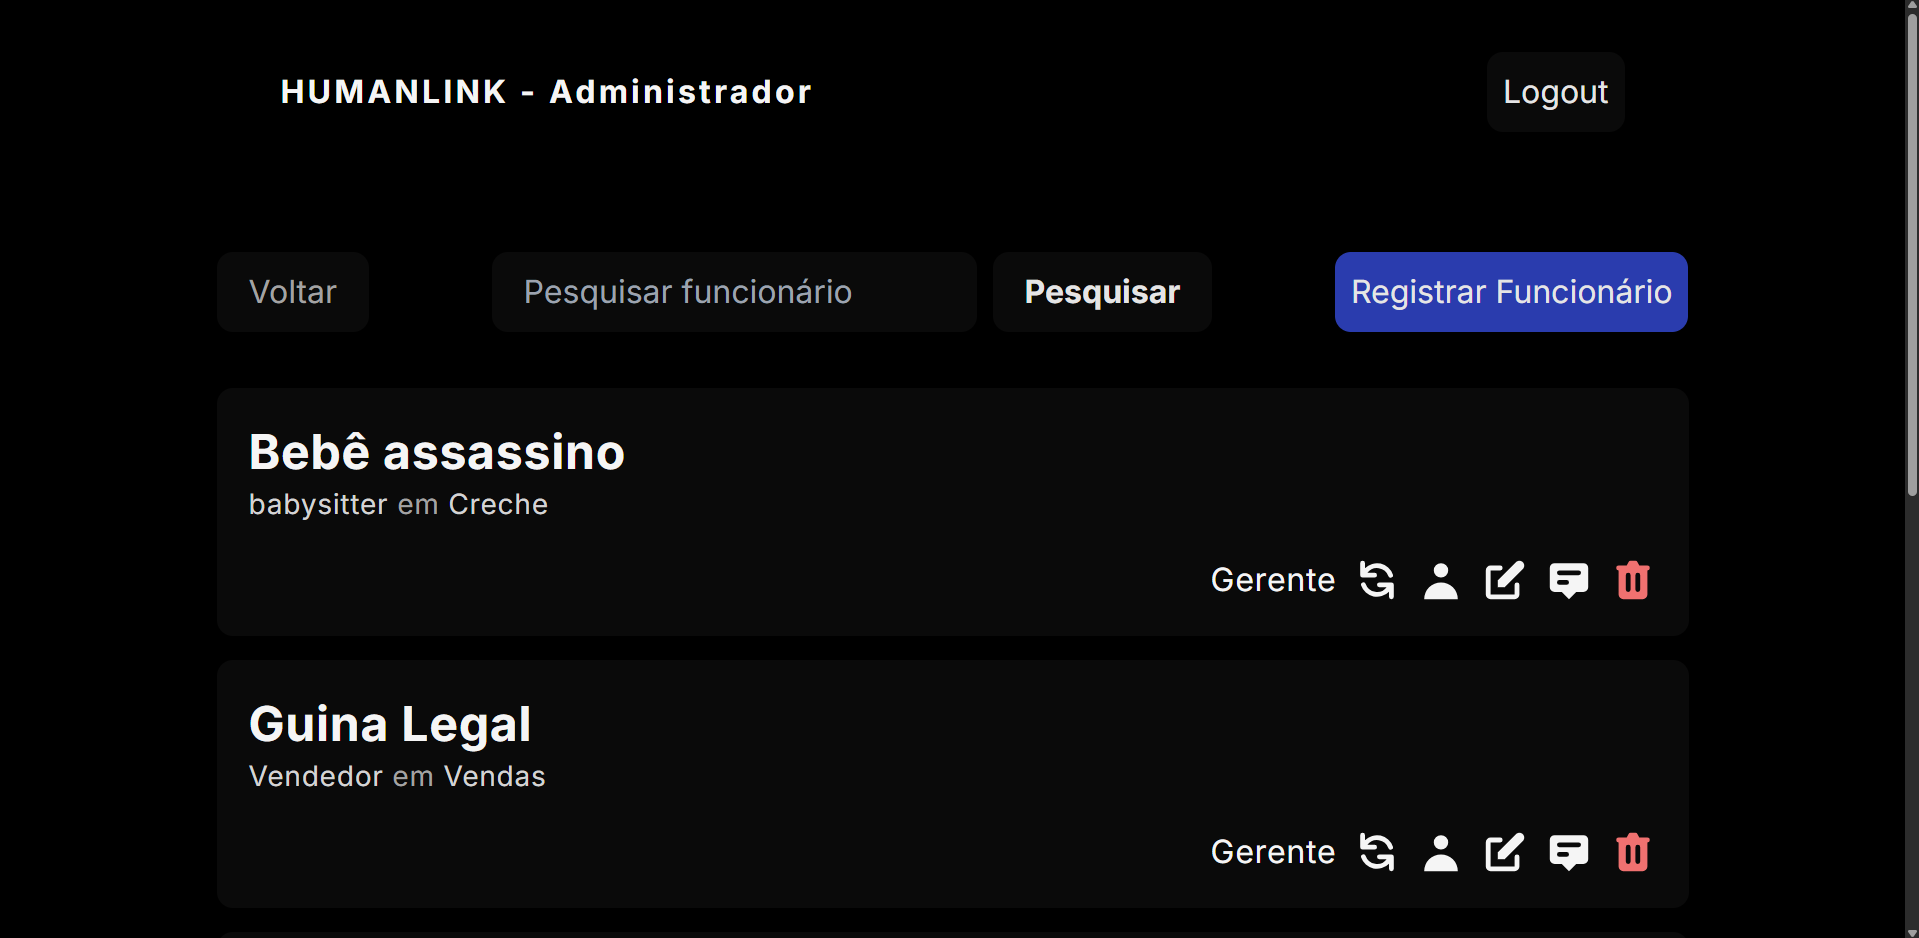 HUMANLINK - Administrador
Logout
Voltar
Pesquisar funcionário
Pesquisar
Registrar Funcionário
Bebê assassino
babysitter em Creche
Gerente
Guina Legal
Vendedor em Vendas
Gerente